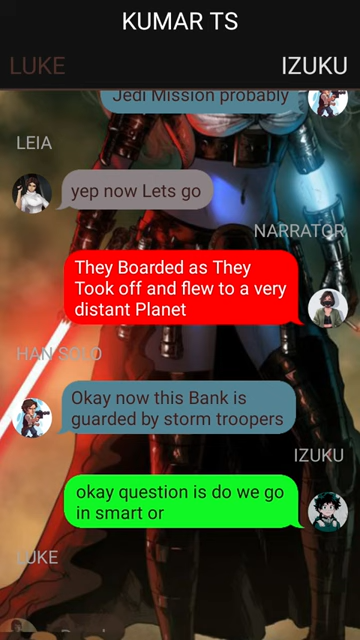 KUMAR TS
LUKE IZUKU
Jedi Mission probably
LEIA
yep now Lets go
NARRATOR
They Boarded as They
Took off and flew to a very
distant Planet
HAN SOLO
Okay now this Bank is
guarded by storm troopers
IZUKU
okay question is do we go
in smart or
LUKE